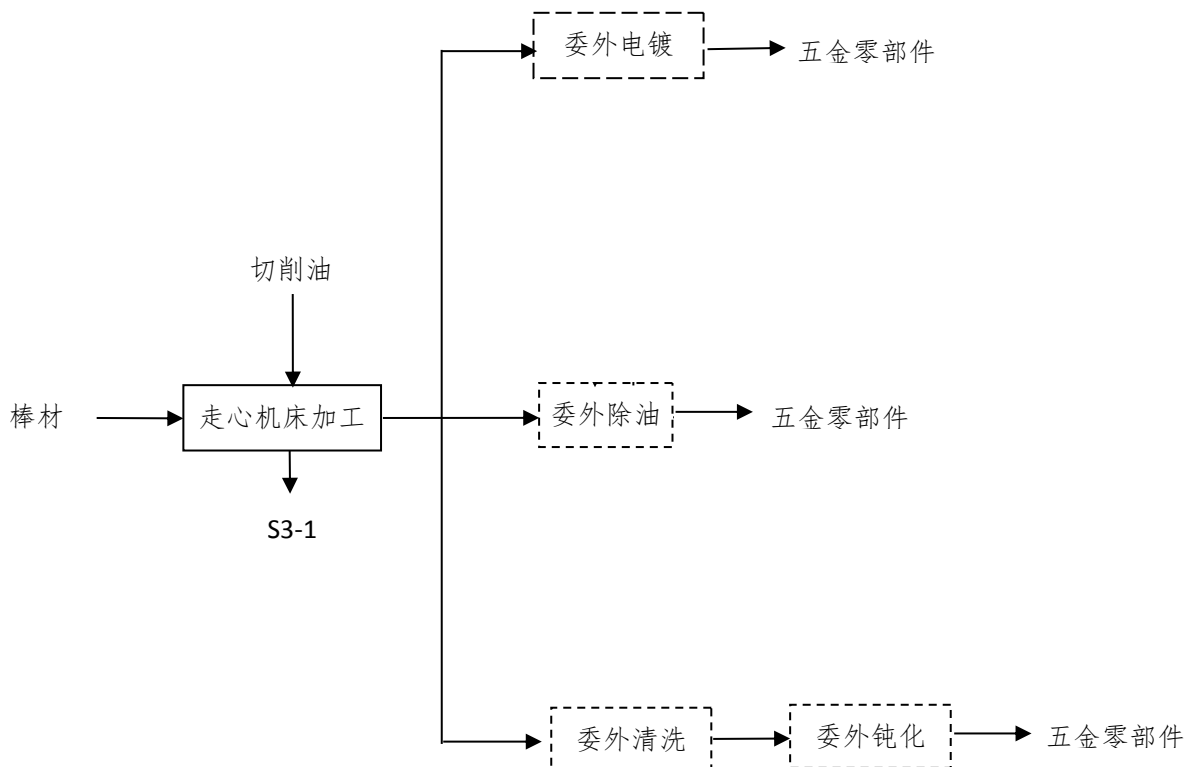 委外电镀
五金零部件
切削油
棒材
走心机床加工
委外除油
五金零部件
S3-1
委外清洗
委外钝化
五金零部件